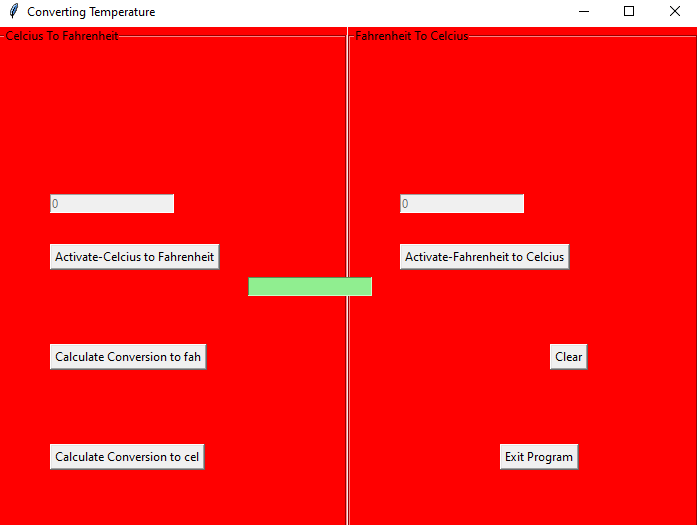 Converting Temperature
Celcius To Fahrenheit
Fahrenheit To Celcius
0
0
Activate-Celcius to Fahrenheit
Activate-Fahrenheit to Celcius
Calculate Conversion to fah
Clear
Calculate Conversion to cel
Exit Program